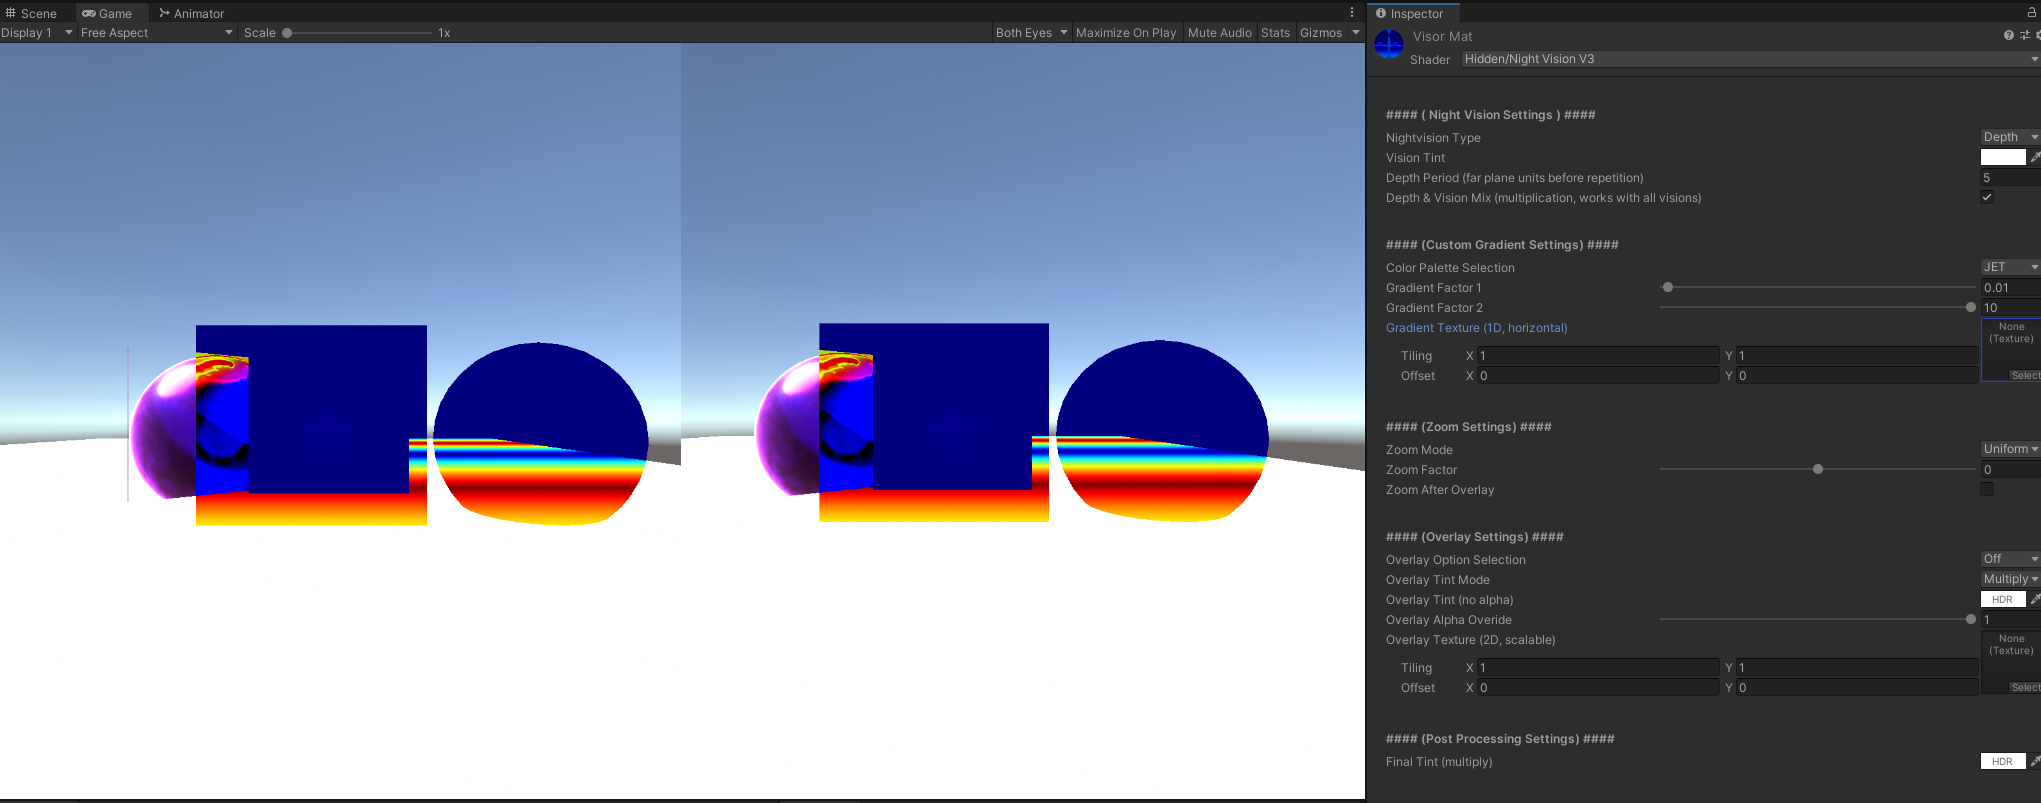 Scene Game Animator
Display 1 Free Aspect Scale 1x Both Eyes Maximize On Play Mute Audio Stats Gizmos
Inspector
Visor Mat
Shader Hidden/Night Vision V3
#### ( Night Vision Settings ) ####
Nightvision Type Depth
Vision Tint
Depth Period (far plane units before repetition) 5
Depth & Vision Mix (multiplication, works with all visions)
#### (Custom Gradient Settings) ####
Color Palette Selection JET
Gradient Factor 1 0.01
Gradient Factor 2 10
Gradient Texture (1D, horizontal) None
(Texture)
Tiling X 1 Y 1
Offset X 0 Y 0 Select
#### (Zoom Settings) ####
Zoom Mode Uniform
Zoom Factor 0
Zoom After Overlay
#### (Overlay Settings) ####
Overlay Option Selection Off
Overlay Tint Mode Multiply
Overlay Tint (no alpha) HDR
Overlay Alpha Overide 1
Overlay Texture (2D, scalable) None
(Texture)
Tiling X 1 Y 1
Offset X 0 Y 0 Select
#### (Post Processing Settings) ####
Final Tint (multiply) HDR